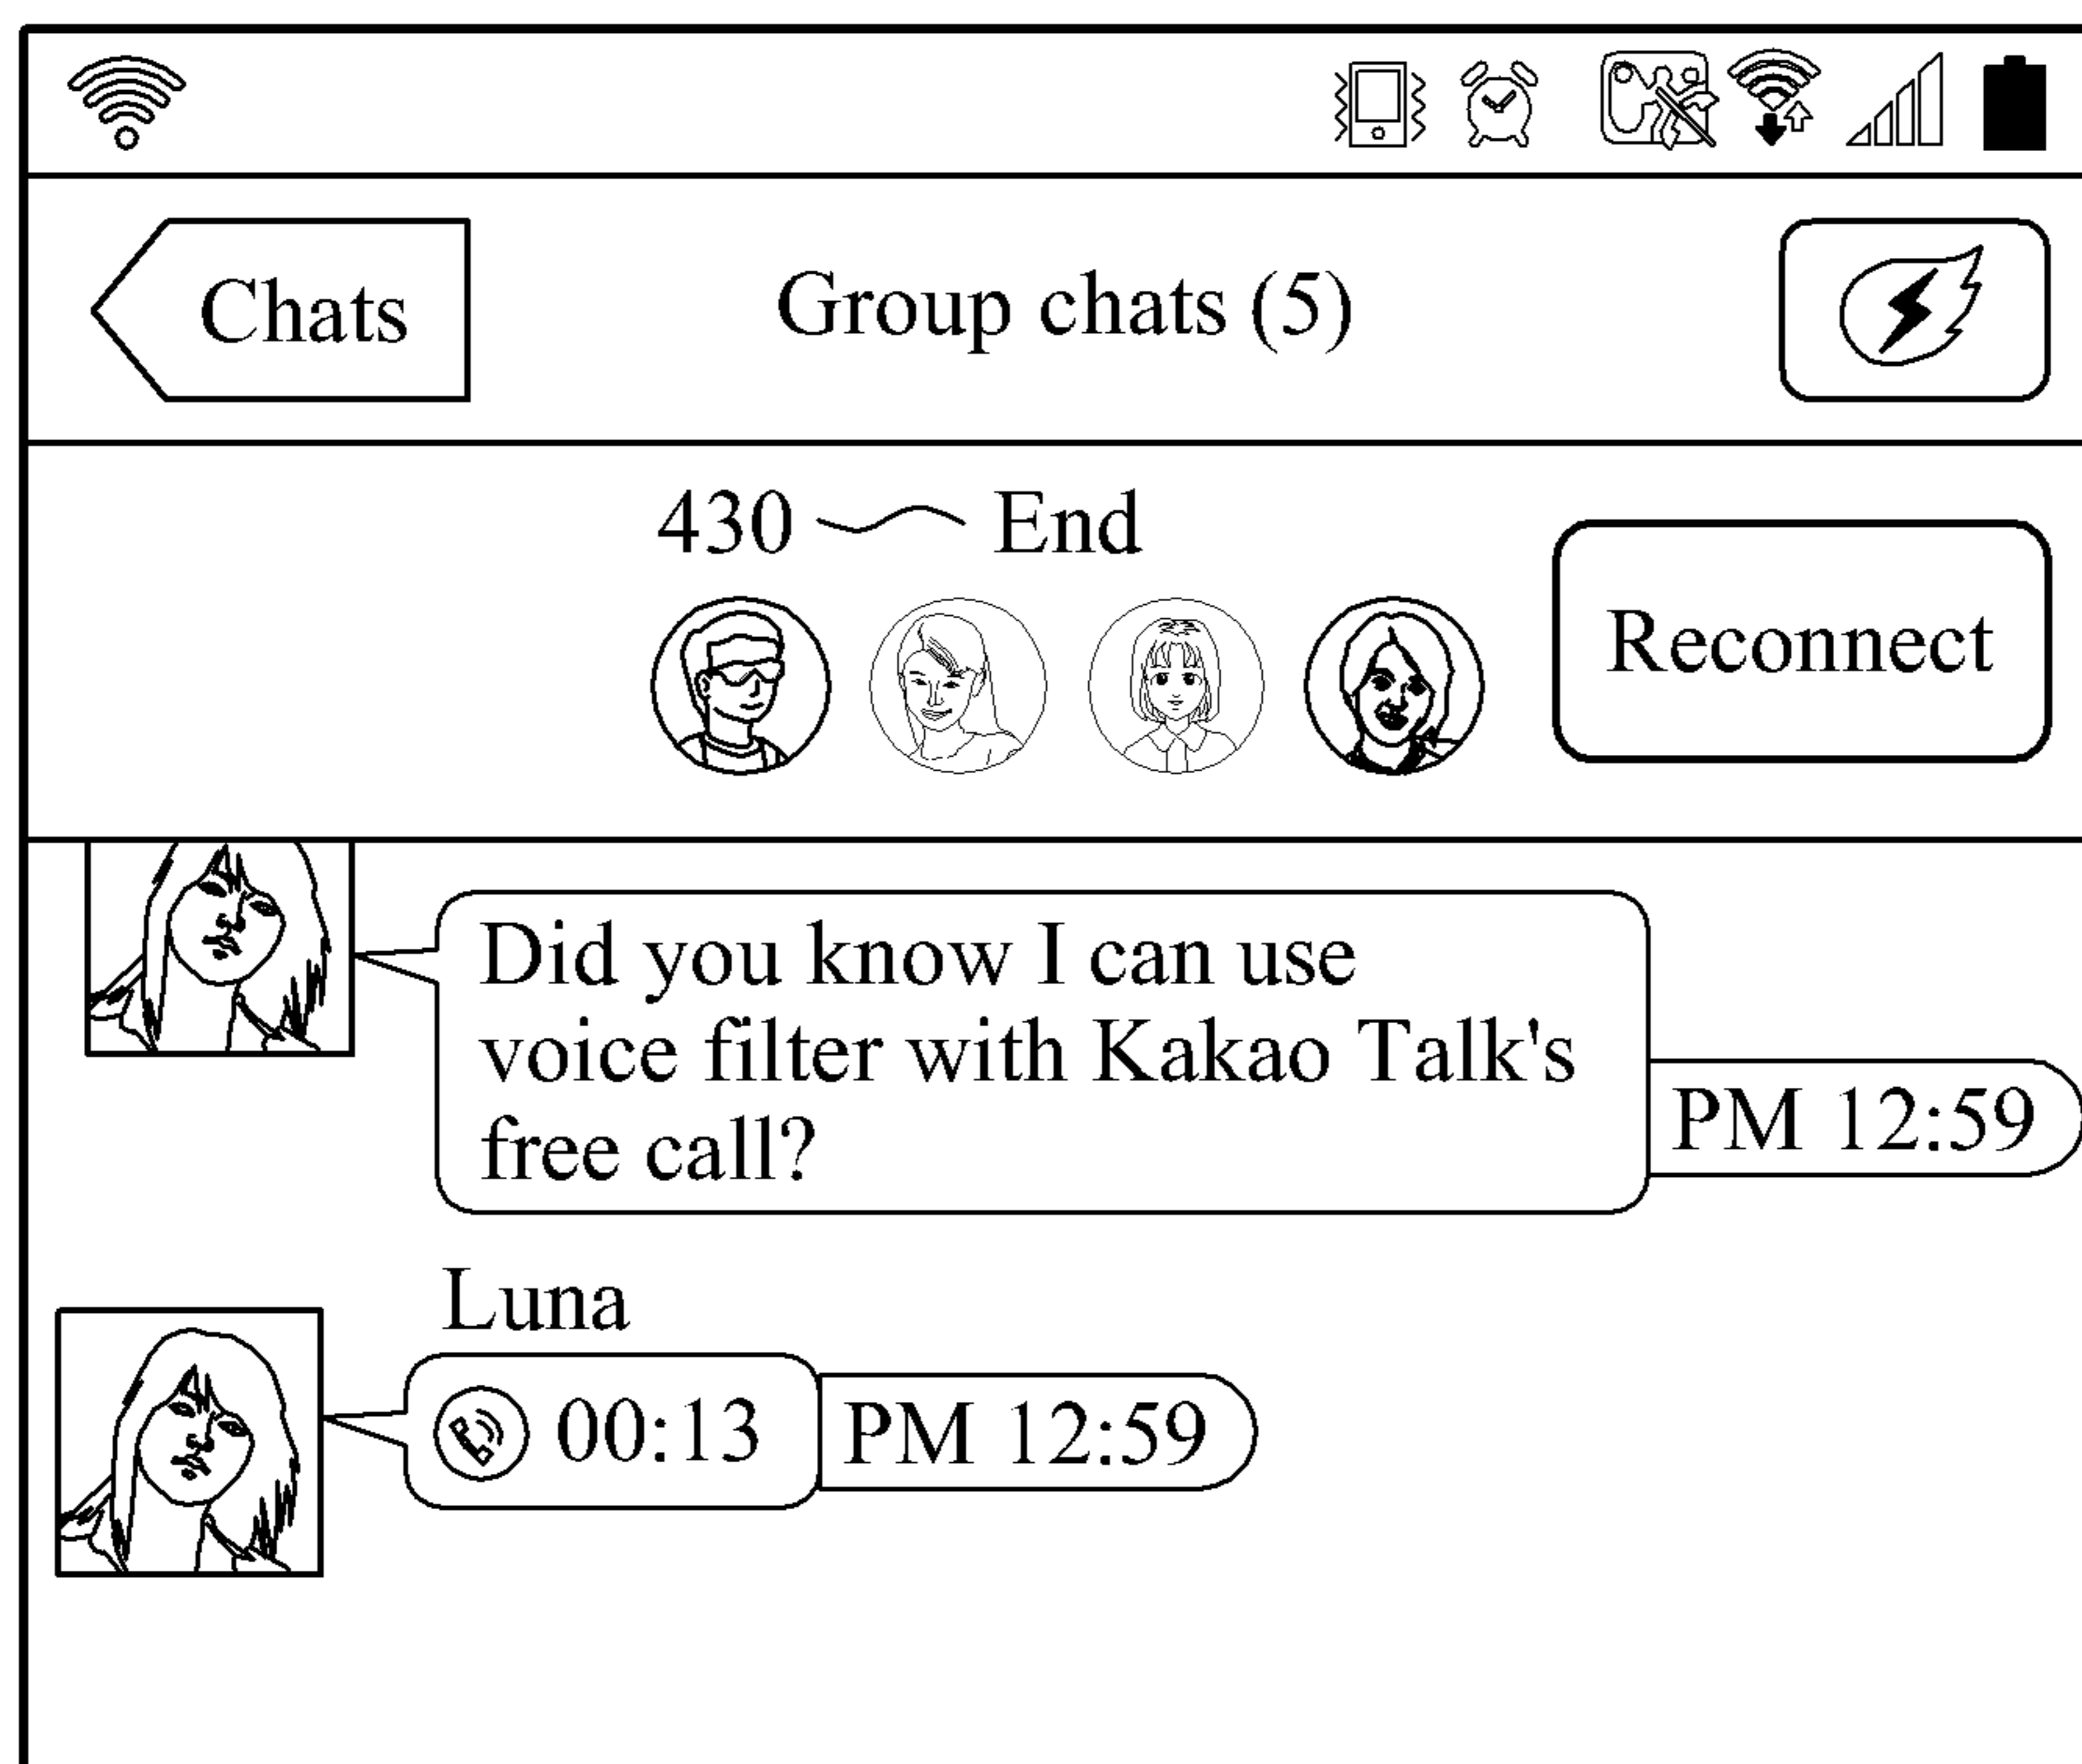 Chats
Group chats (5)
430 End
Reconnect
Did you know I can use
voice filter with Kakao Talk's
free call?
PM 12:59
Luna
00:13
PM 12:59